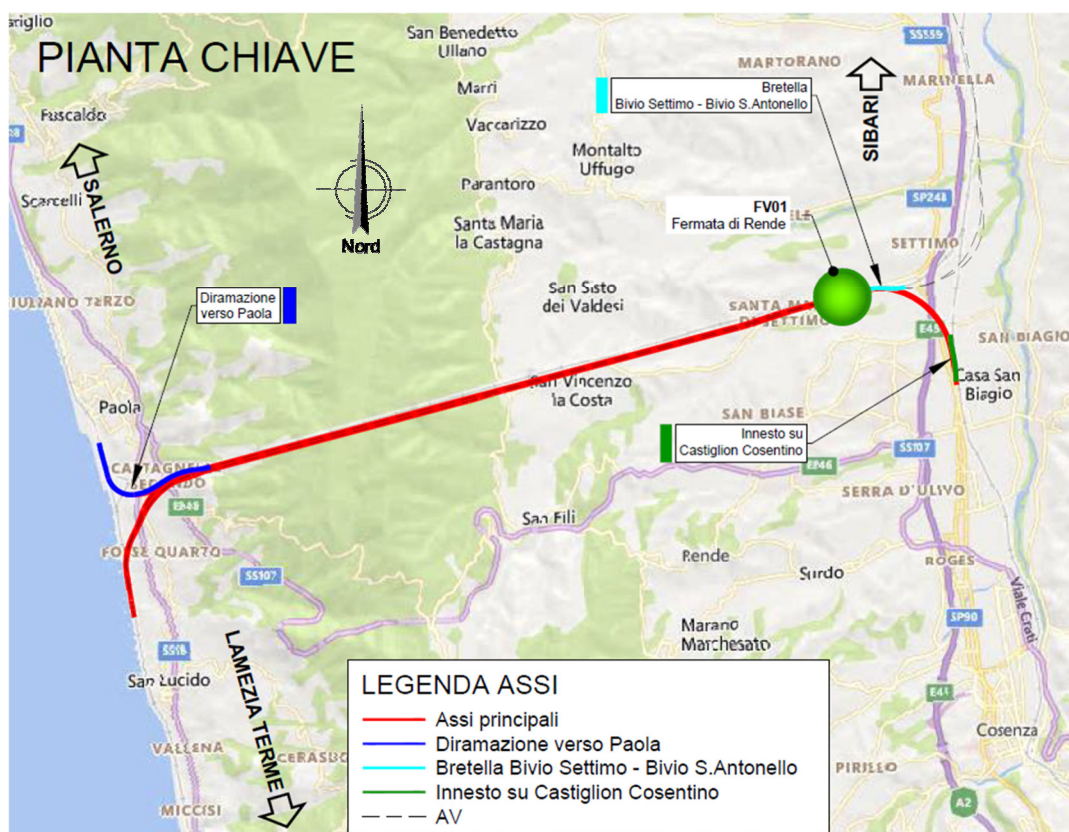 PIANTA CHIAVE
San Benedetto
Ullano
SS559
MARTORANO
MARINELLA
Marri
Bretella
Bivio Settimo - Bivio S.Antonello
SIBARI
Fuscaldo
Vaccarizzo
Montalto
Uffugo
SALERNO
Scarcelli
Parantoro
SP248
FV01
Fermata di Rende
Santa Maria
la Castagna
Nord
SETTIMO
Diramazione
verso Paola
San Sisto
dei Valdesi
SAN BIAGIO
San Vincenzo
la Costa
Casa San
Biagio
Paola
SAN BIASE
Innesto su
Castiglion Cosentino
SS107
SERRA D'ULIVO
San Fili
FOSSE QUARTO
Rende
Surdo
ROGES
SS107
Viale Crati
SP90
Marano
Marchesato
San Lucido
LAMEZIA TERME
LEGENDA ASSI
Assi principali
Diramazione verso Paola
Bretella Bivio Settimo - Bivio S.Antonello
Innesto su Castiglion Cosentino
AV
VALLENA
Cosenza
PIRILLO
MICCISI
A2